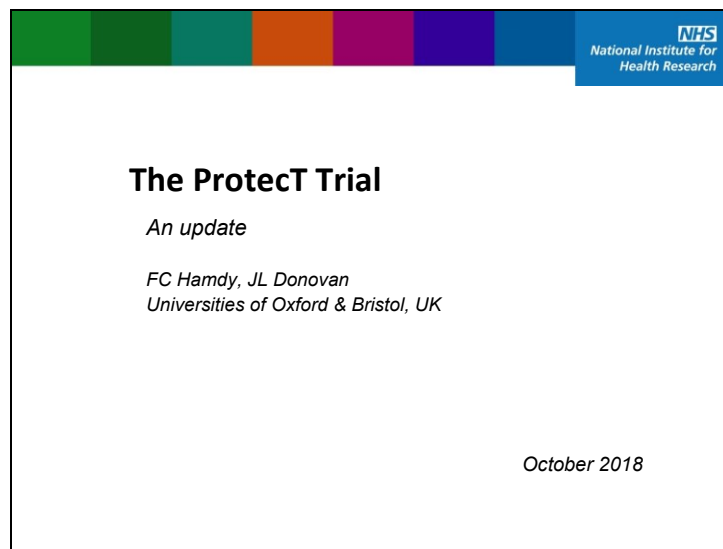 NHS
National Institute for
Health Research
The ProtecT Trial
An update
FC Hamdy, JL Donovan
Universities of Oxford & Bristol, UK
October 2018